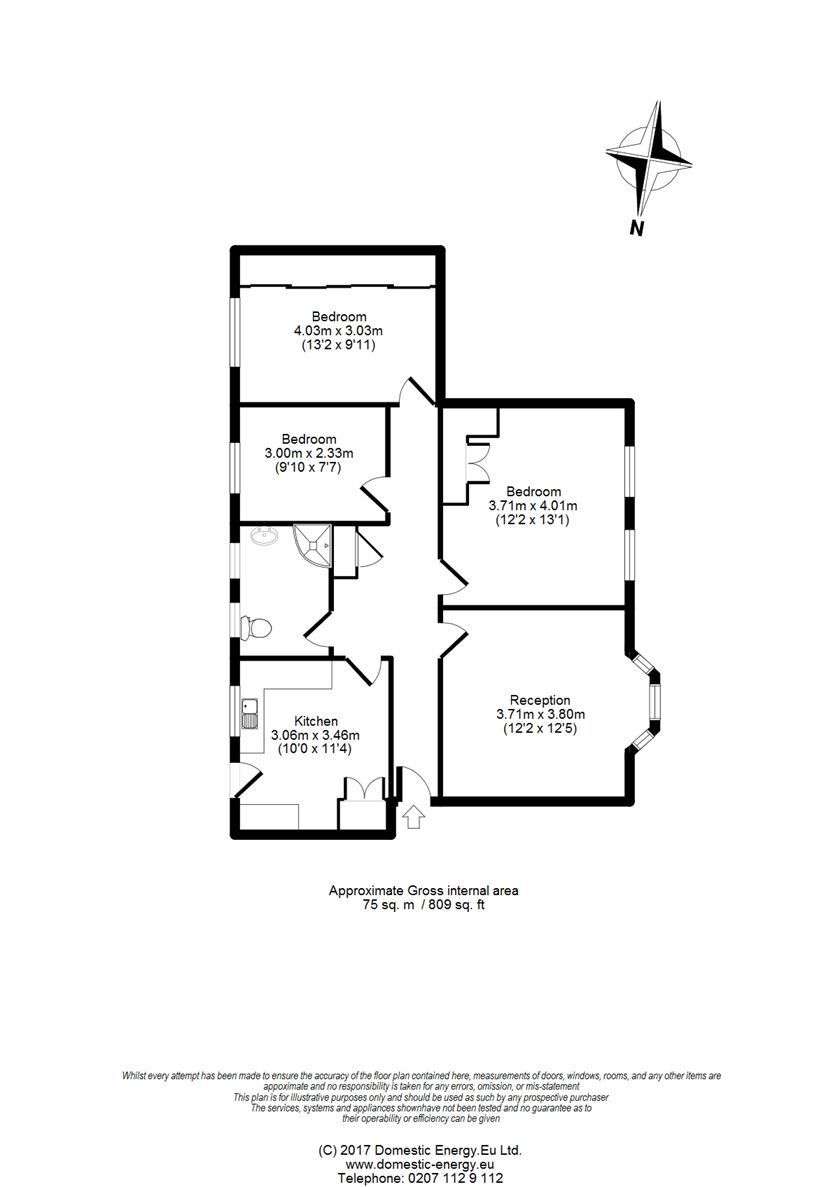 N
Bedroom
4.03m x 3.03m
(13'2 x 9'11)
Bedroom
3.00m x 2.33m
(9'10 x 7'7)
Bedroom
3.71m x 4.01m
(12'2 x 13'1)
Reception
3.71m x 3.80m
(12'2 x 12'5)
Kitchen
3.06m x 3.46m
(10'0 x 11'4)
Approximate Gross internal area
75 sq. m / 809 sq. ft
Whilst every attempt has been made to ensure the accuracy of the floor plan contained here, measurements of doors, windows, rooms, and any other items are
appoximate and no responsibility is taken for any errors, omission, or mis-statement
This plan is for illustrative purposes only and should be used as such by any prospective purchaser
The services, systems and appliances shownhave not been tested and no guarantee as to
their operability or efficiency can be given
(C) 2017 Domestic Energy.Eu Ltd.
www.domestic-energy.eu
Telephone: 0207 112 9 112